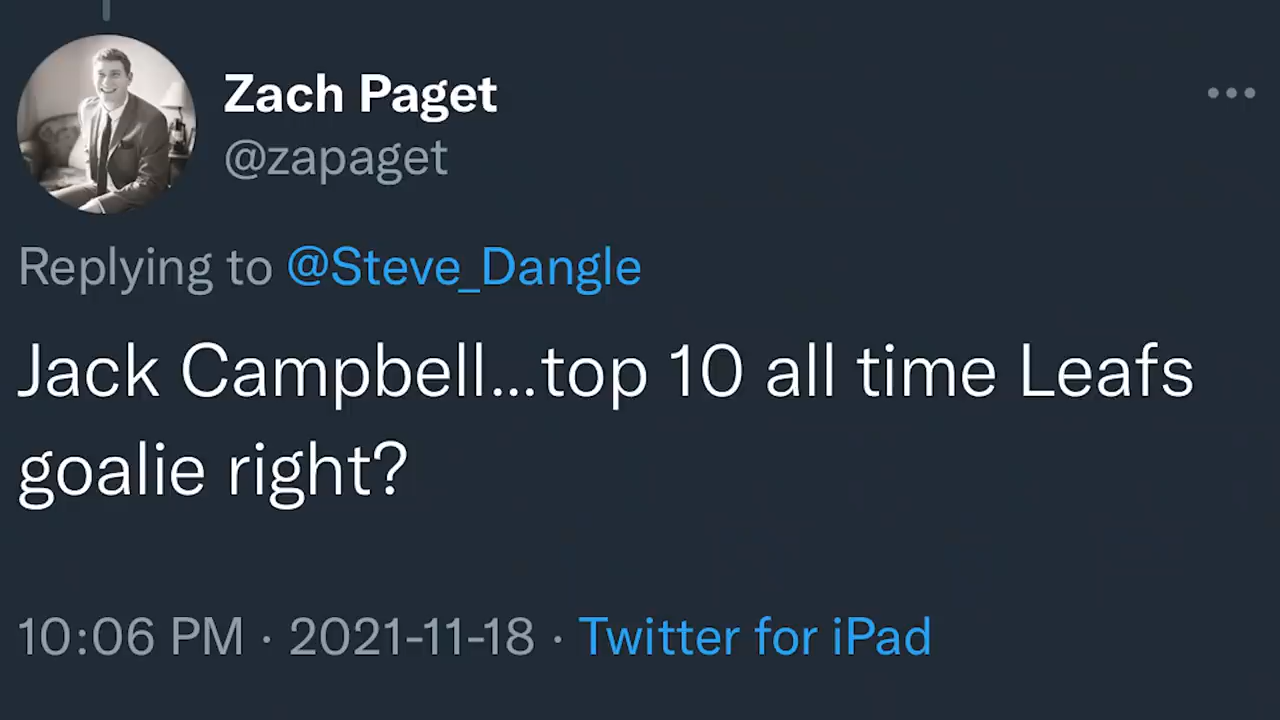 Zach Paget
@zapaget
Replying to @Steve_Dangle
Jack Campbell...top 10 all time Leafs
goalie right?
10:06 PM · 2021-11-18 · Twitter for iPad